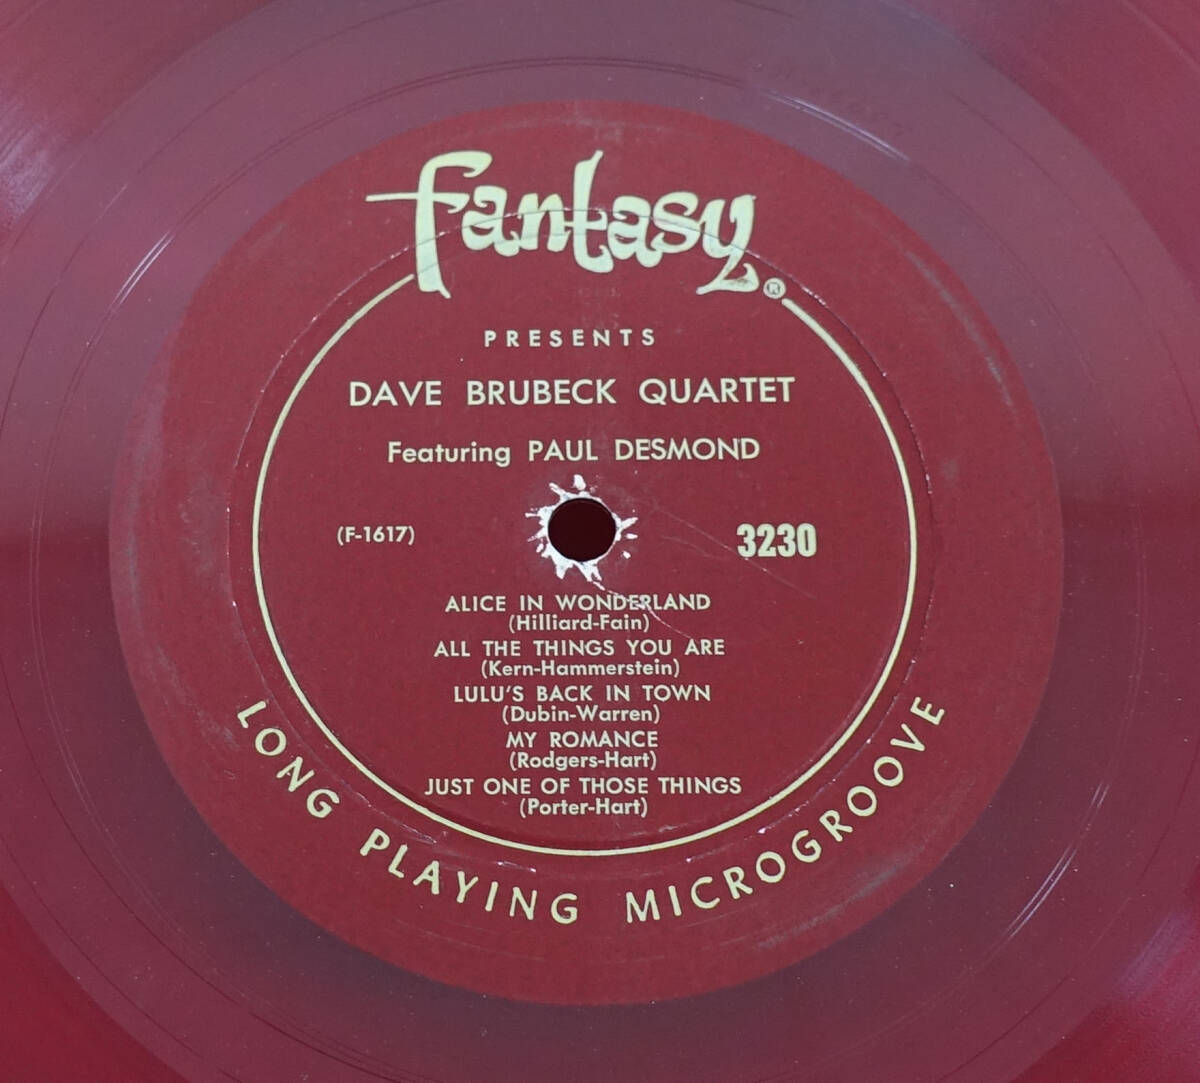 fantasy ®
PRESENTS
DAVE BRUBECK QUARTET
Featuring PAUL DESMOND
(F-1617) 3230
ALICE IN WONDERLAND
(Hilliard-Fain)
ALL THE THINGS YOU ARE
(Kern-Hammerstein)
LULU'S BACK IN TOWN
(Dubin-Warren)
MY ROMANCE
(Rodgers-Hart)
JUST ONE OF THOSE THINGS
(Porter-Hart)
LONG PLAYING MICROGROOVE